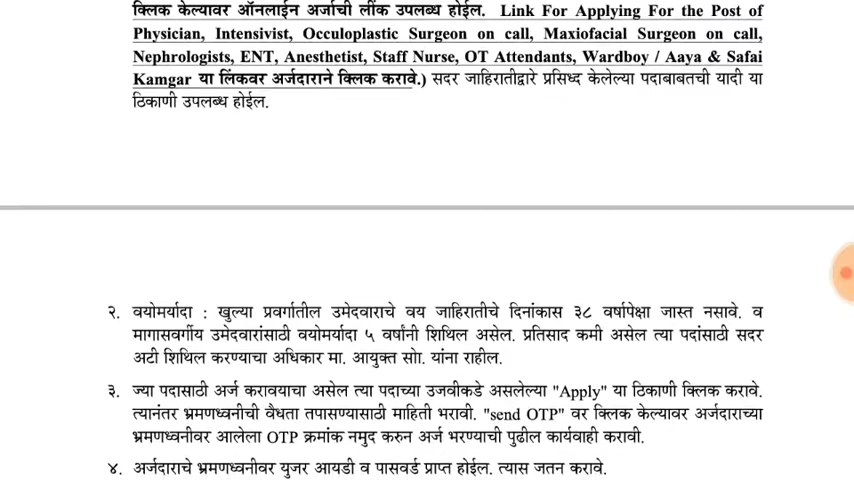 क्लिक केल्यावर ऑनलाईन अर्जाची लींक उपलब्ध होईल. Link For Applying For the Post of
Physician, Intensivist, Occuloplastic Surgeon on call, Maxiofacial Surgeon on call,
Nephrologists, ENT, Anesthetist, Staff Nurse, OT Attendants, Wardboy / Aaya & Safai
Kamgar या लिंकवर अर्जदाराने क्लिक करावे.) सदर जाहिरातीद्वारे प्रसिध्द केलेल्या पदाबाबतची यादी या
ठिकाणी उपलब्ध होईल.
२. वयोमर्यादा : खुल्या प्रवर्गातील उमेदवाराचे वय जाहिरातीचे दिनांकास ३८ वर्षापेक्षा जास्त नसावे. व
मागासवर्गीय उमेदवारांसाठी वयोमर्यादा ५ वर्षांनी शिथिल असेल. प्रतिसाद कमी असेल त्या पदांसाठी सदर
अटी शिथिल करण्याचा अधिकार मा. आयुक्त सोा. यांना राहील.
३. ज्या पदासाठी अर्ज करावयाचा असेल त्या पदाच्या उजवीकडे असलेल्या "Apply" या ठिकाणी क्लिक करावे.
त्यानंतर भ्रमणध्वनीची वैधता तपासण्यासाठी माहिती भरावी. "send OTP" वर क्लिक केल्यावर अर्जदाराच्या
भ्रमणध्वनीवर आलेला OTP क्रमांक नमुद करुन अर्ज भरण्याची पुढील कार्यवाही करावी.
४. अर्जदाराचे भ्रमणध्वनीवर युजर आयडी व पासवर्ड प्राप्त होईल. त्यास जतन करावे.